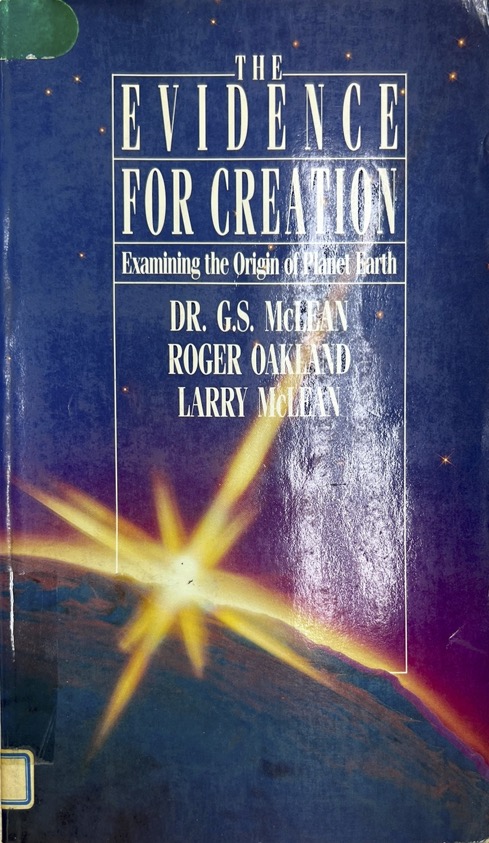 THE
EVIDENCE
FOR CREATION
Examining the Origin of Planet Earth
DR. G.S. McLEAN
ROGER OAKLAND
LARRY McLEAN